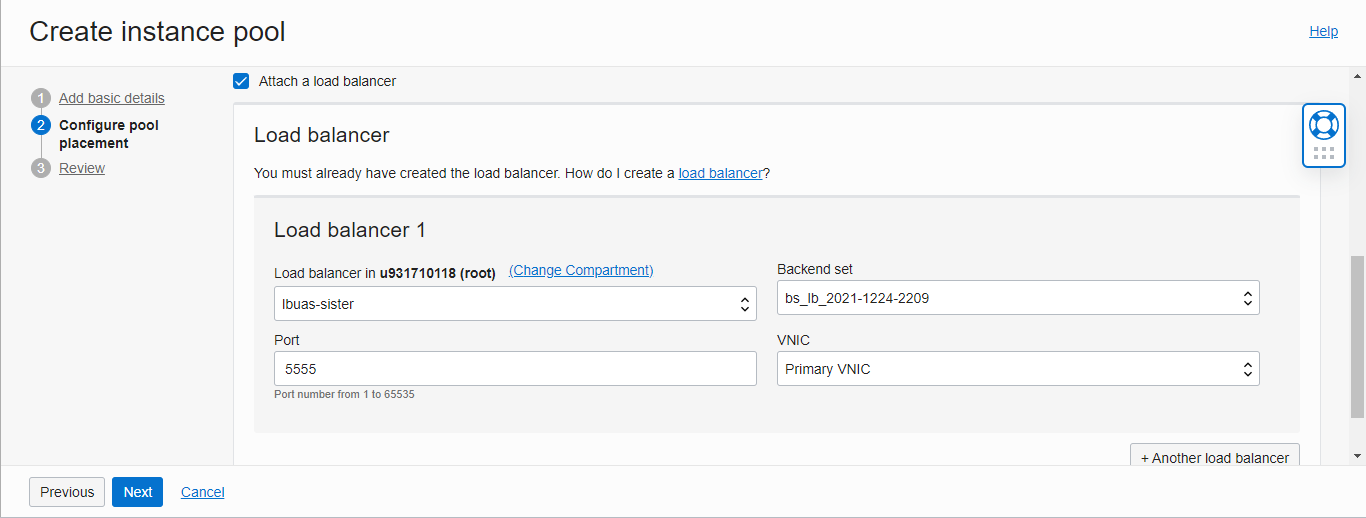 Create instance pool
Help
1 Add basic details
2 Configure pool
placement
3 Review
Attach a load balancer
Load balancer
You must already have created the load balancer. How do I create a load balancer?
Load balancer 1
Load balancer in u931710118 (root) (Change Compartment)
lbuas-sister
Backend set
bs_lb_2021-1224-2209
Port
5555
Port number from 1 to 65535
VNIC
Primary VNIC
+ Another load balancer
Previous Next Cancel